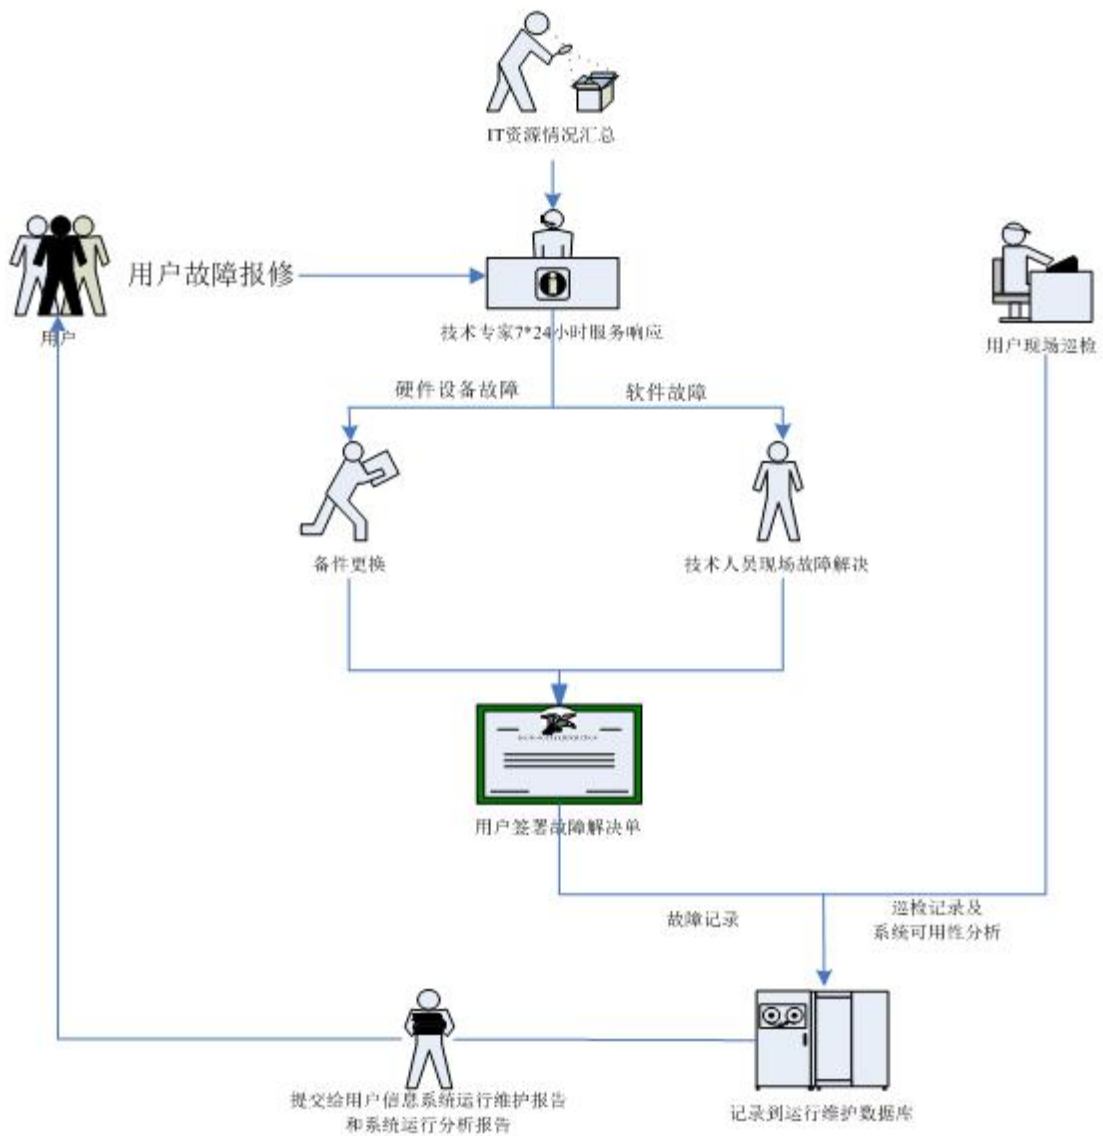 IT资源情况汇总
用户故障报修
用户
技术专家7*24小时服务响应
用户现场巡检
硬件设备故障
软件故障
备件更换
技术人员现场故障解决
用户签署故障解决单
故障记录
巡检记录及
系统可用性分析
提交给用户信息系统运行维护报告
和系统运行分析报告
记录到运行维护数据库